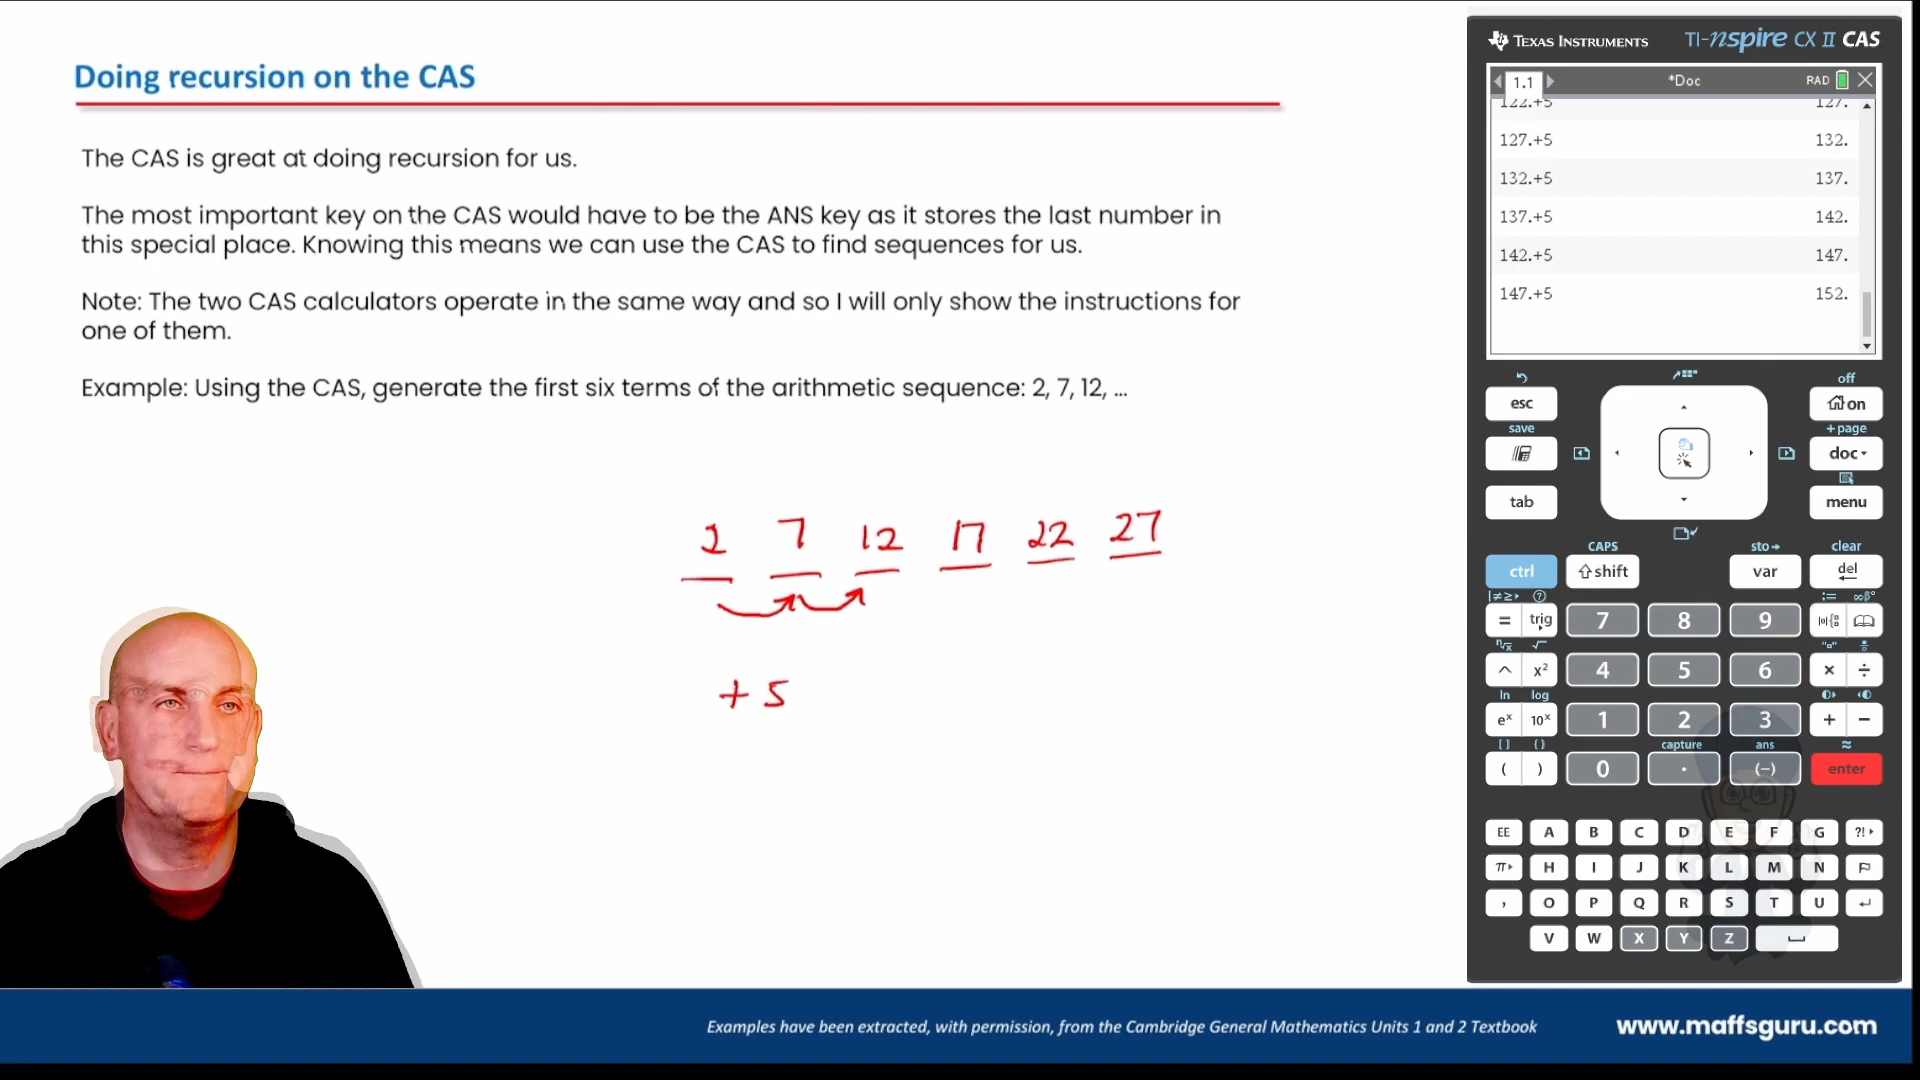 Doing recursion on the CAS
The CAS is great at doing recursion for us.
The most important key on the CAS would have to be the ANS key as it stores the last number in
this special place. Knowing this means we can use the CAS to find sequences for us.
Note: The two CAS calculators operate in the same way and so I will only show the instructions for
one of them.
Example: Using the CAS, generate the first six terms of the arithmetic sequence: 2, 7, 12, ...
2 7 12 17 22 27
+ 5
TEXAS INSTRUMENTS TI-nspire CX II CAS
1.1 *Doc RAD
122.+5 127.
127.+5 132.
132.+5 137.
137.+5 142.
142.+5 147.
147.+5 152.
off
esc on
save +page
doc
tab menu
CAPS sto→ clear
ctrl shift var del
= trig 7 8 9
^ x² 4 5 6 × ÷
ln log
eˣ 10ˣ 1 2 3 + −
[ ] { } capture ans ≈
( ) 0 . (−) enter
EE A B C D E F G ?!▸
π▸ H I J K L M N
, O P Q R S T U
V W X Y Z
Examples have been extracted, with permission, from the Cambridge General Mathematics Units 1 and 2 Textbook
www.maffsguru.com